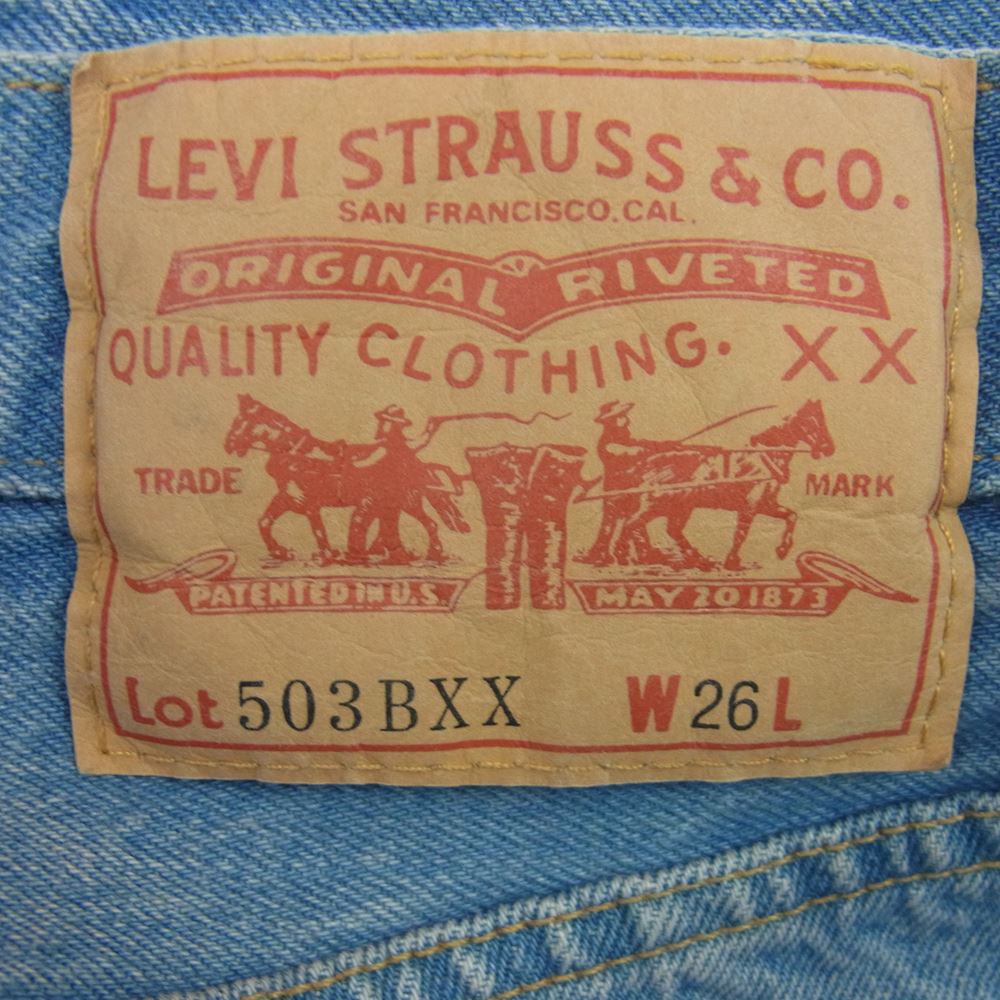 LEVI STRAUSS & CO.
SAN FRANCISCO.CAL.
ORIGINAL RIVETED
QUALITY CLOTHING. XX
TRADE MARK
PATENTED IN U.S. MAY 20 1873
Lot 503BXX W26L